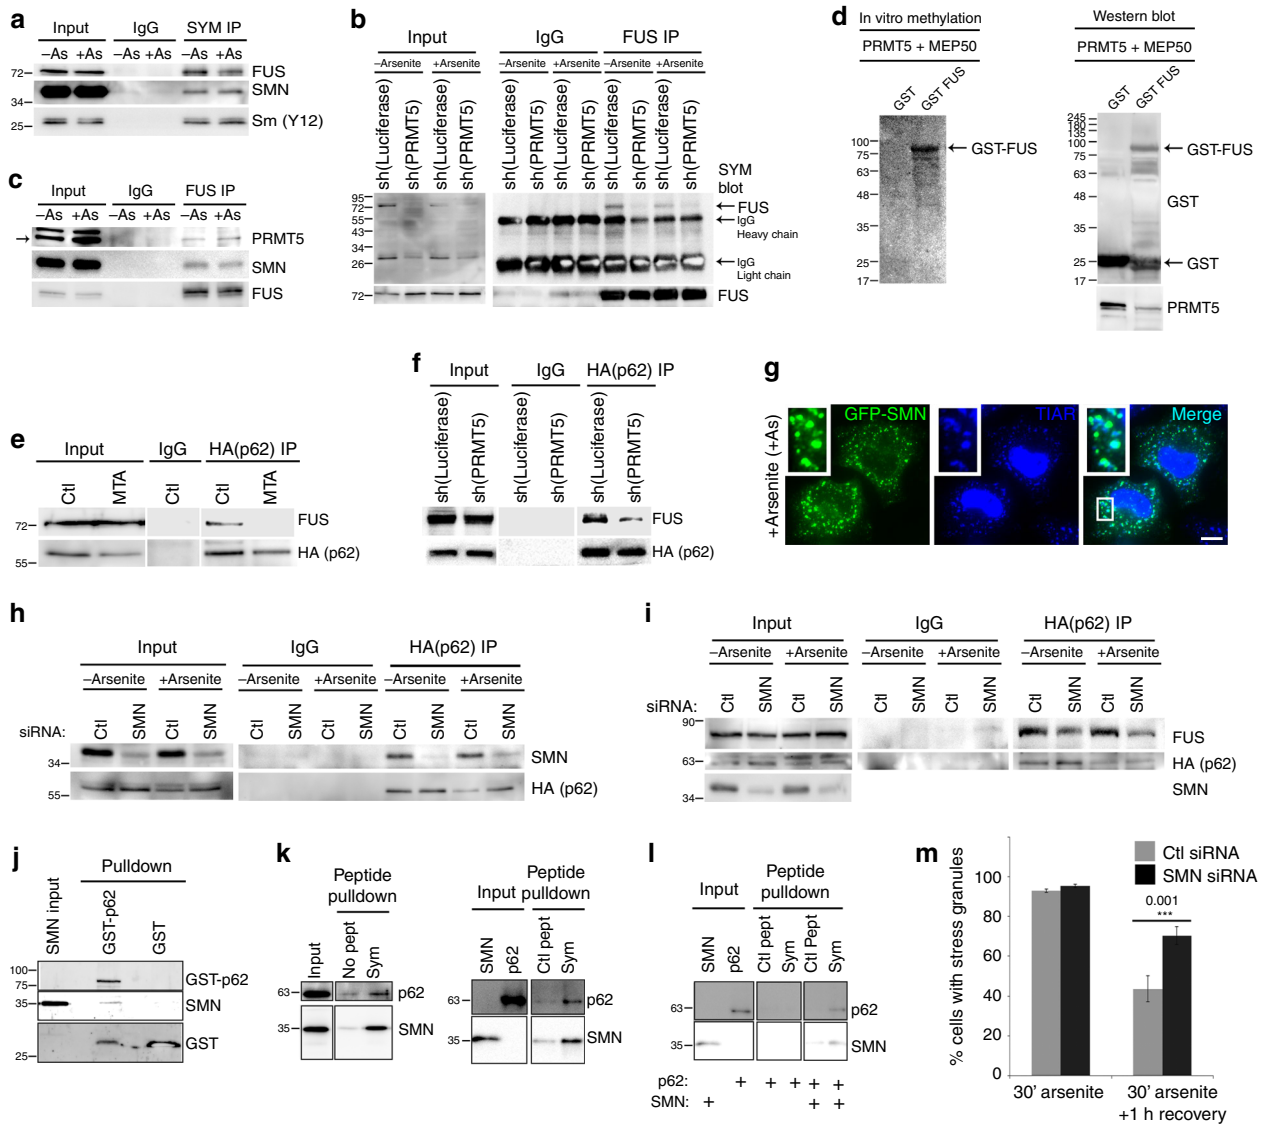 a
Input IgG SYM IP
–As +As –As +As –As +As
72 FUS
SMN
34
25 Sm (Y12)
b
Input IgG FUS IP
–Arsenite +Arsenite –Arsenite +Arsenite –Arsenite +Arsenite
sh(Luciferase) sh(PRMT5) sh(Luciferase) sh(PRMT5) sh(Luciferase) sh(PRMT5) sh(Luciferase) sh(PRMT5) sh(Luciferase) sh(PRMT5) sh(Luciferase) sh(PRMT5)
SYM
blot
95
72
55
43
34
26
72
←FUS
←IgG
Heavy chain
←IgG
Light chain
FUS
c
Input IgG FUS IP
–As +As –As +As –As +As
→ PRMT5
SMN
FUS
d
In vitro methylation
PRMT5 + MEP50
GST GST FUS
100
75
63
48
35
25
17
← GST-FUS
Western blot
PRMT5 + MEP50
GST GST FUS
245
180
135
100
75
63
48
35
25
17
← GST-FUS
GST
← GST
PRMT5
e
Input IgG HA(p62) IP
Ctl MTA Ctl Ctl MTA
72 FUS
55 HA (p62)
f
Input IgG HA(p62) IP
sh(Luciferase) sh(PRMT5) sh(Luciferase) sh(PRMT5) sh(Luciferase) sh(PRMT5)
FUS
HA (p62)
g
+Arsenite (+As)
GFP-SMN TIAR Merge
h
Input IgG HA(p62) IP
–Arsenite +Arsenite –Arsenite +Arsenite –Arsenite +Arsenite
siRNA: Ctl SMN Ctl SMN Ctl SMN Ctl SMN Ctl SMN Ctl SMN
34 SMN
55 HA (p62)
i
Input IgG HA(p62) IP
–Arsenite +Arsenite –Arsenite +Arsenite –Arsenite +Arsenite
siRNA: Ctl SMN Ctl SMN Ctl SMN Ctl SMN Ctl SMN Ctl SMN
90 FUS
63 HA (p62)
34 SMN
j
Pulldown
SMN input GST-p62 GST
100
75 GST-p62
35 SMN
25 GST
k
Peptide
pulldown
Input No pept Sym
63 p62
35 SMN
Peptide
Input pulldown
SMN p62 Ctl pept Sym
63 p62
35 SMN
l
Peptide
Input pulldown
SMN p62 Ctl pept Sym Ctl Pept Sym
63 p62
35 SMN
p62: + + + + +
SMN: + + +
m
Ctl siRNA
SMN siRNA
% cells with stress granules
100
80
60
40
20
0
0.001
***
30’ arsenite 30’ arsenite
+1 h recovery